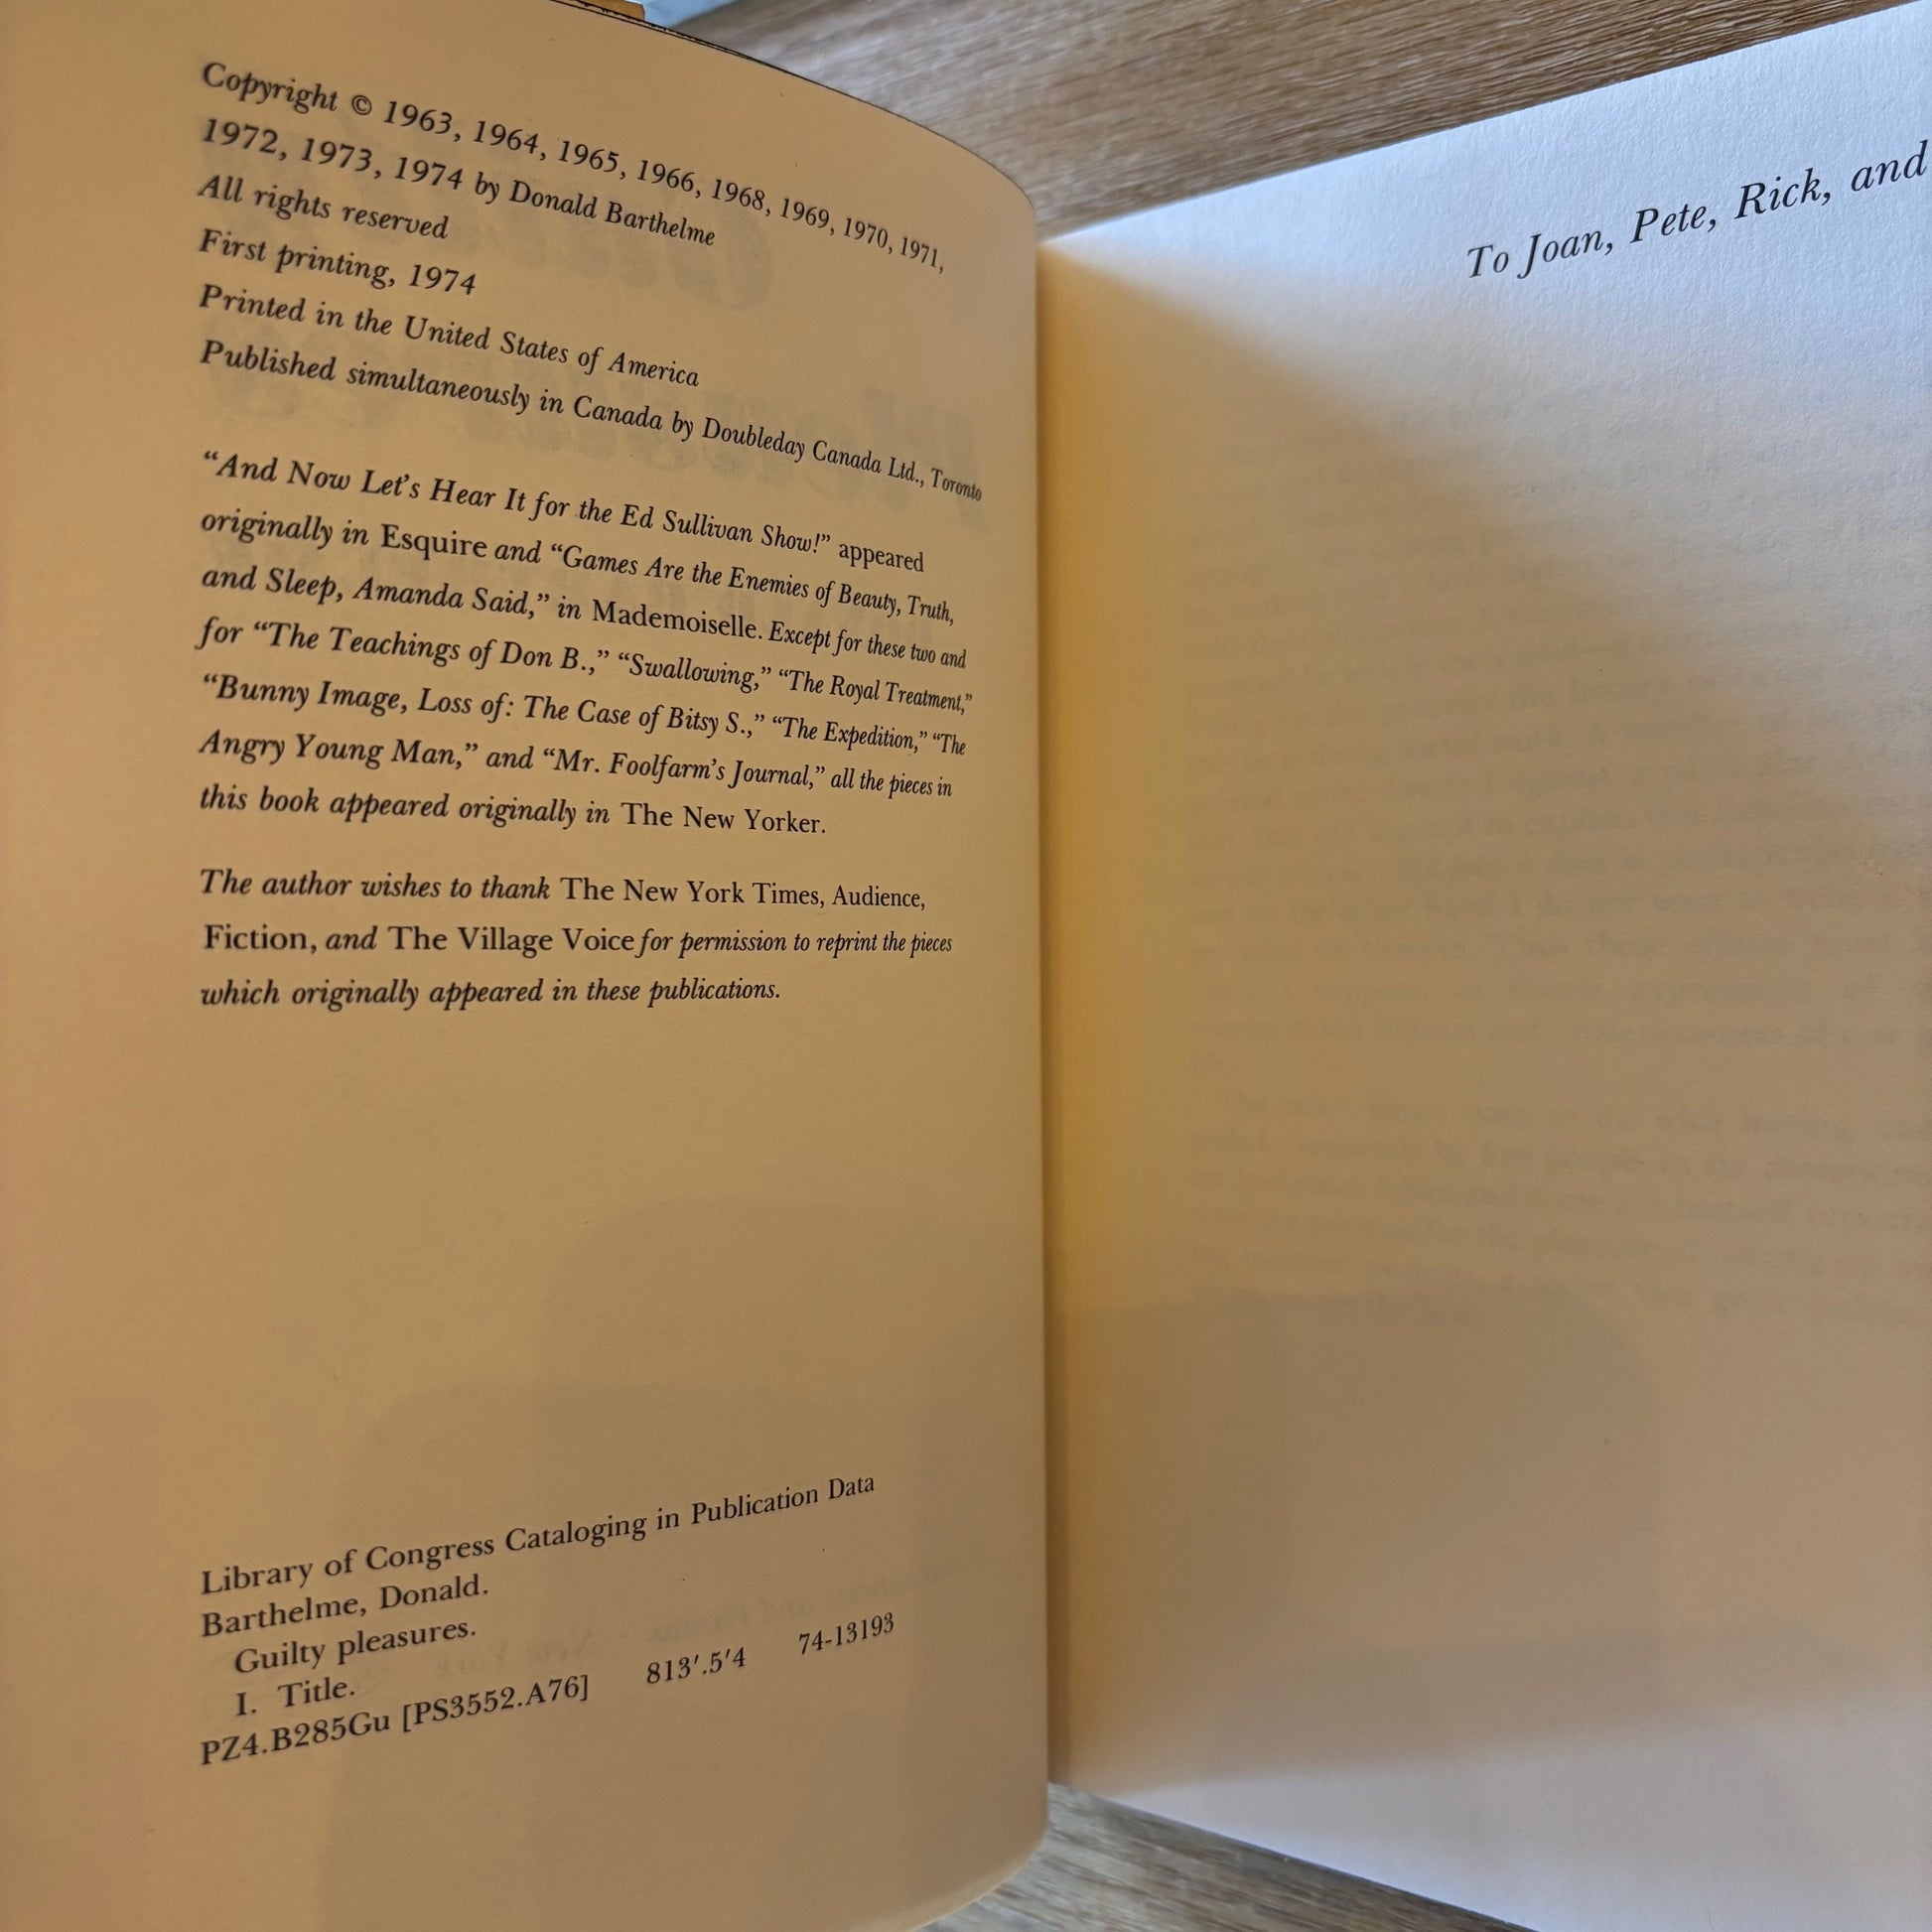 Copyright © 1963, 1964, 1965, 1966, 1968, 1969, 1970, 1971,
1972, 1973, 1974 by Donald Barthelme
All rights reserved
First printing, 1974
Printed in the United States of America
Published simultaneously in Canada by Doubleday Canada Ltd., Toronto
“And Now Let’s Hear It for the Ed Sullivan Show!” appeared
originally in Esquire and “Games Are the Enemies of Beauty, Truth,
and Sleep, Amanda Said,” in Mademoiselle. Except for these two and
for “The Teachings of Don B.,” “Swallowing,” “The Royal Treatment,”
“Bunny Image, Loss of: The Case of Bitsy S.,” “The Expedition,” “The
Angry Young Man,” and “Mr. Foolfarm’s Journal,” all the pieces in
this book appeared originally in The New Yorker.
The author wishes to thank The New York Times, Audience,
Fiction, and The Village Voice for permission to reprint the pieces
which originally appeared in these publications.
Library of Congress Cataloging in Publication Data
Barthelme, Donald.
Guilty pleasures.
I. Title.
PZ4.B285Gu [PS3552.A76] 813′.5′4 74-13193
To Joan, Pete, Rick, and